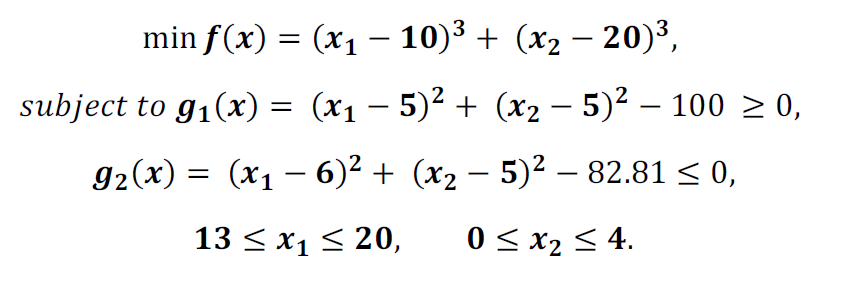 min f(x) = (x₁ − 10)³ + (x₂ − 20)³,
subject to g₁(x) = (x₁ − 5)² + (x₂ − 5)² − 100 ≥ 0,
g₂(x) = (x₁ − 6)² + (x₂ − 5)² − 82.81 ≤ 0,
13 ≤ x₁ ≤ 20, 0 ≤ x₂ ≤ 4.